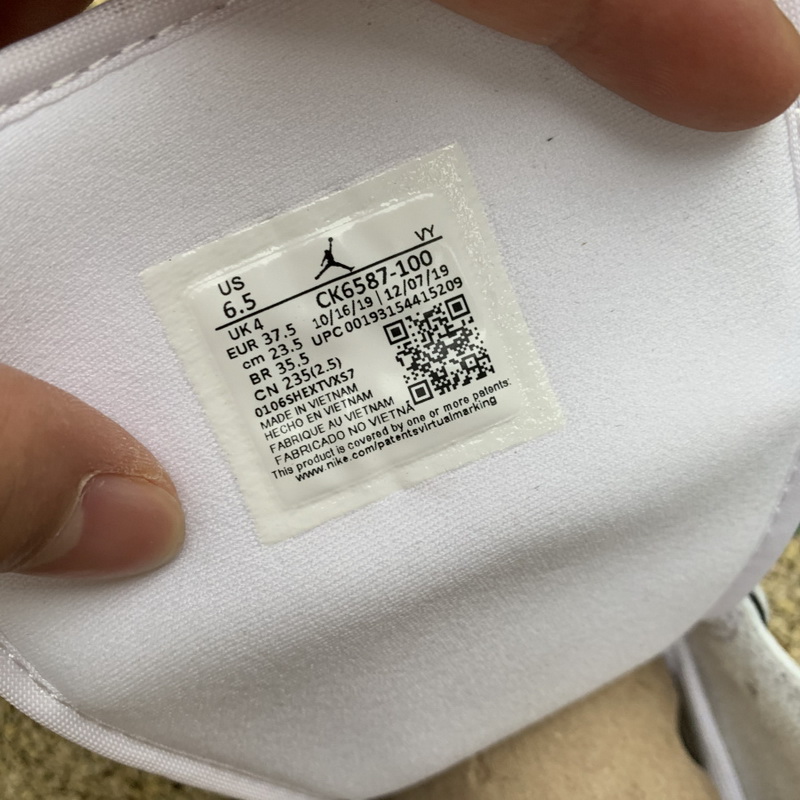 VY
US
6.5 CK6587-100
UK 4 10/16/19 | 12/07/19
EUR 37.5 UPC 00193154415209
cm 23.5
BR 35.5
CN 235(2.5)
0106SHEXTVXS7
MADE IN VIETNAM
HECHO EN VIETNAM
FABRIQUE AU VIETNAM
FABRICADO NO VIETNA
This product is covered by one or more patents:
www.nike.com/patentsvirtualmarking